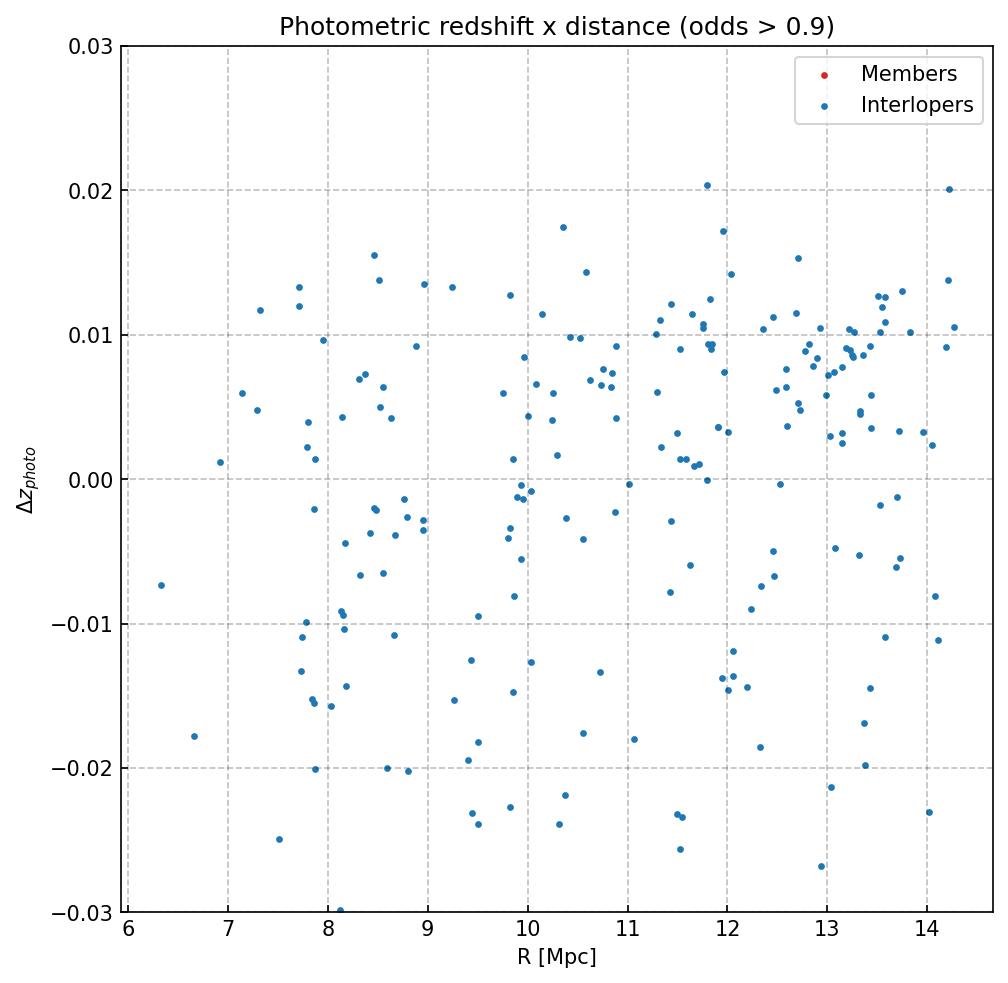 Photometric redshift x distance (odds > 0.9)
Members
Interlopers
0.03
0.02
0.01
0.00
−0.01
−0.02
−0.03
Δz_photo
6 7 8 9 10 11 12 13 14
R [Mpc]